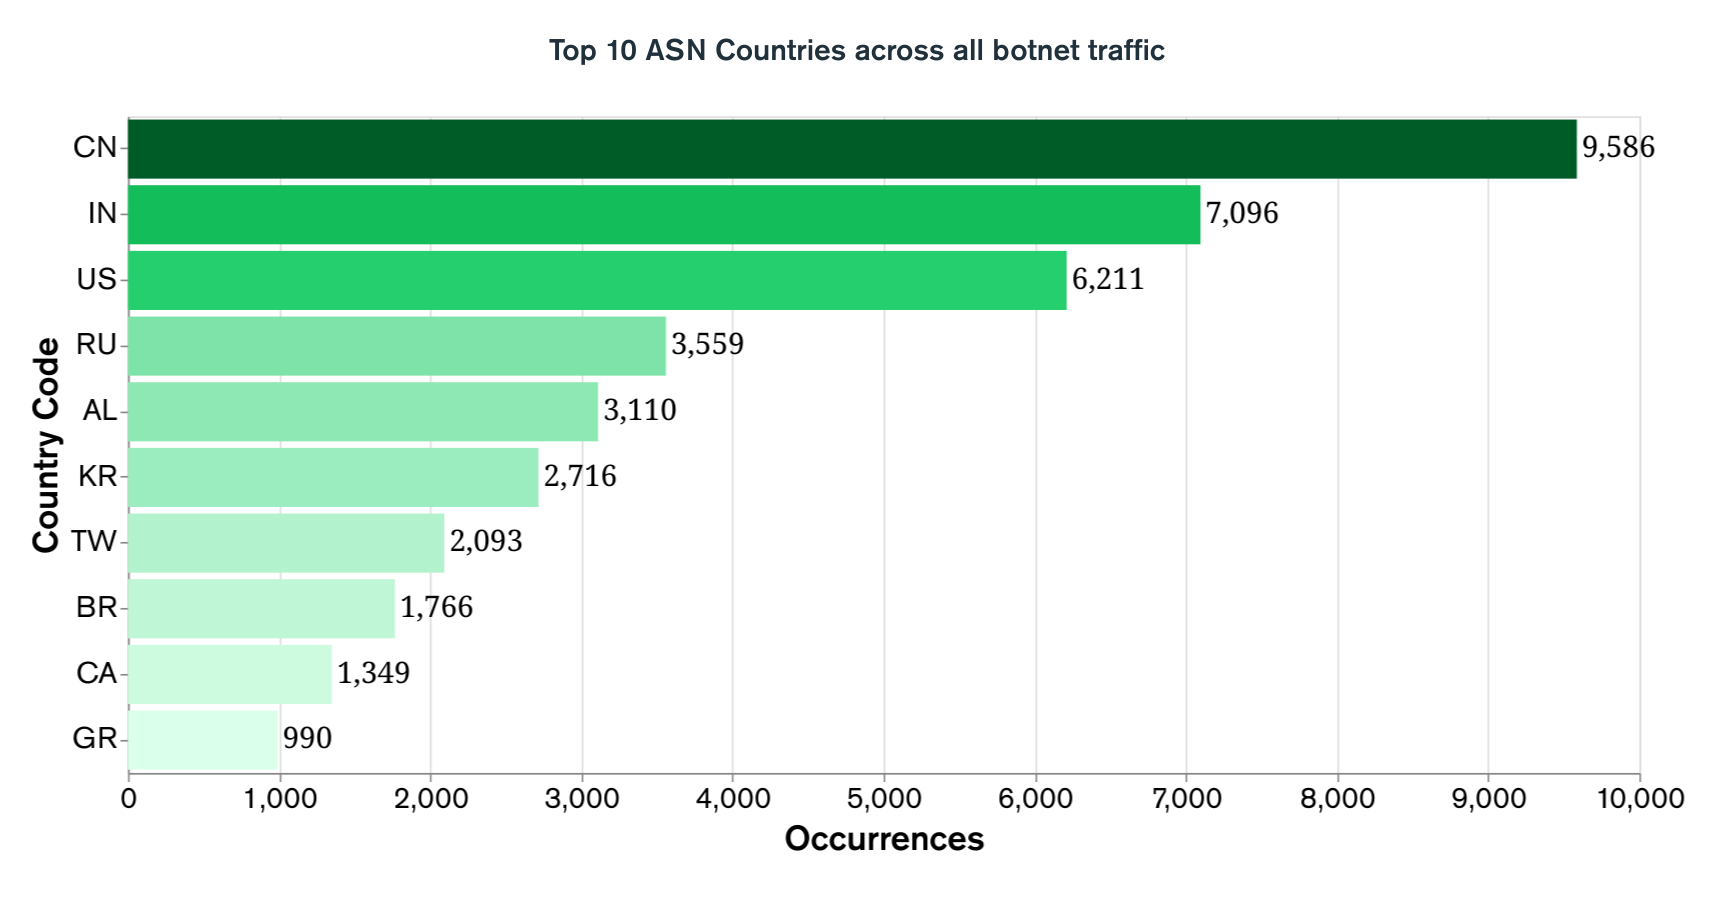 Top 10 ASN Countries across all botnet traffic
Country Code
CN 9,586
IN 7,096
US 6,211
RU 3,559
AL 3,110
KR 2,716
TW 2,093
BR 1,766
CA 1,349
GR 990
0 1,000 2,000 3,000 4,000 5,000 6,000 7,000 8,000 9,000 10,000
Occurrences